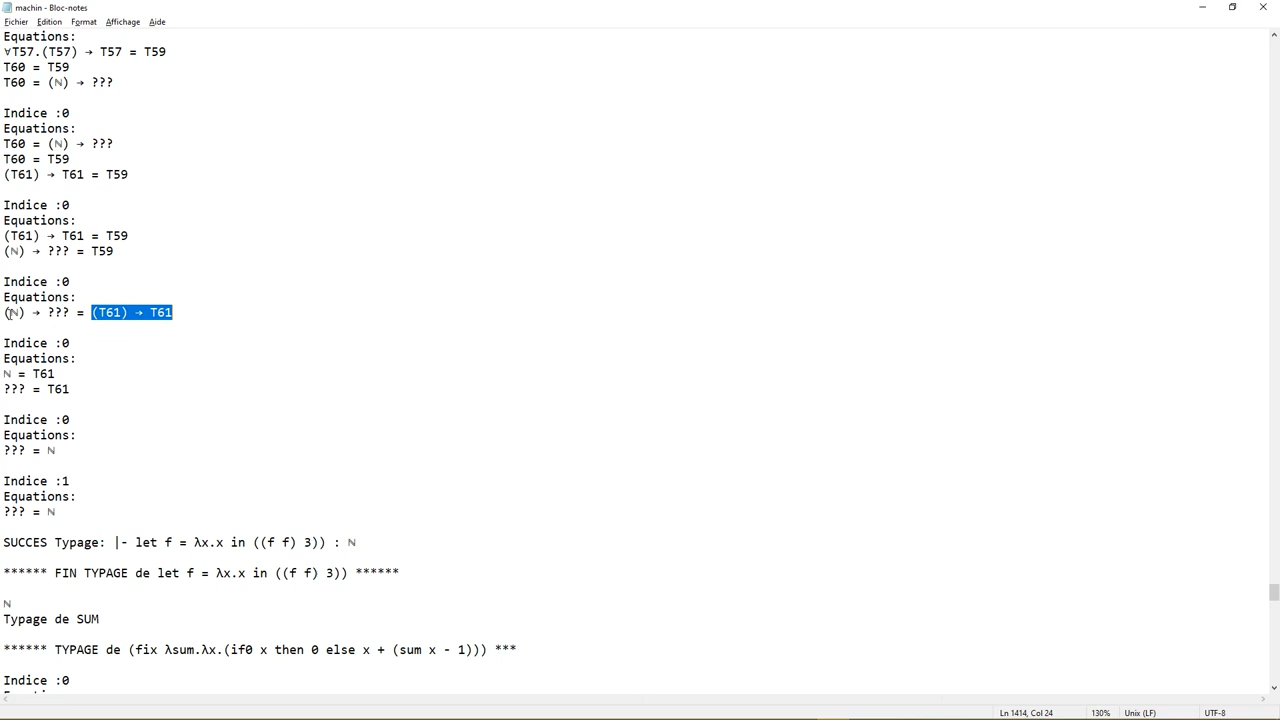 machin - Bloc-notes
Fichier Edition Format Affichage Aide
Equations:
∀T57.(T57) → T57 = T59
T60 = T59
T60 = (ℕ) → ???

Indice :0
Equations:
T60 = (ℕ) → ???
T60 = T59
(T61) → T61 = T59

Indice :0
Equations:
(T61) → T61 = T59
(ℕ) → ??? = T59

Indice :0
Equations:
(ℕ) → ??? = (T61) → T61

Indice :0
Equations:
ℕ = T61
??? = T61

Indice :0
Equations:
??? = ℕ

Indice :1
Equations:
??? = ℕ

SUCCES Typage: |- let f = λx.x in ((f f) 3)) : ℕ

****** FIN TYPAGE de let f = λx.x in ((f f) 3)) ******

ℕ
Typage de SUM

****** TYPAGE de (fix λsum.λx.(if0 x then 0 else x + (sum x - 1))) ***

Indice :0
Ln 1414, Col 24 130% Unix (LF) UTF-8